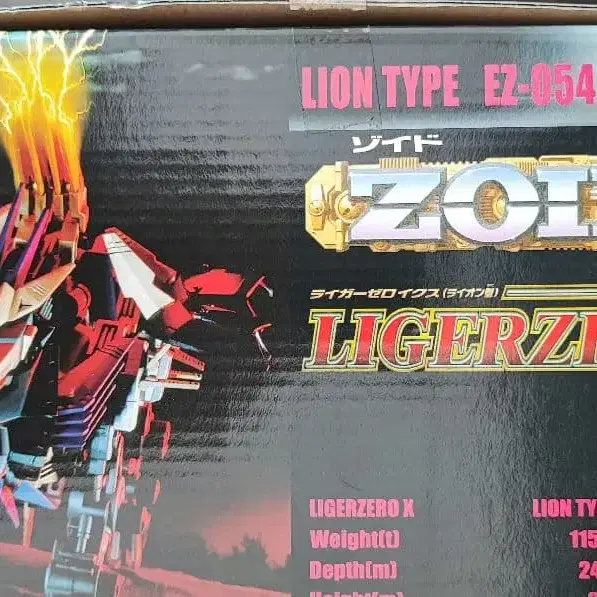 LION TYPE EZ-054
ゾイド
ZOI
ライガーゼロイクス(ライオン型)
LIGERZE
LIGERZERO X LION TY
Weight(t) 115
Depth(m) 24
Height(m)